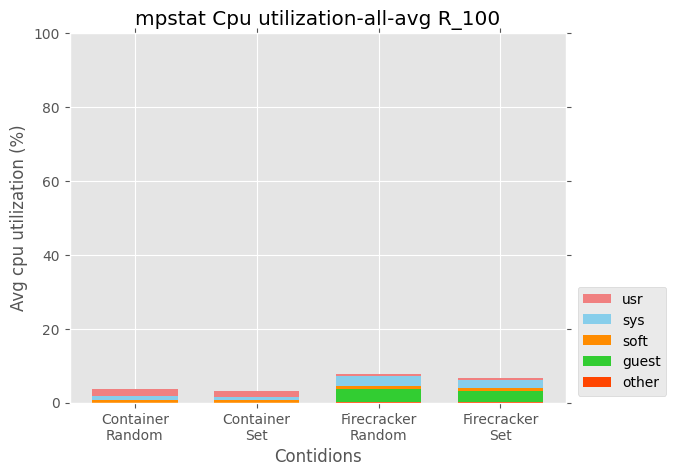 mpstat Cpu utilization-all-avg R_100
Avg cpu utilization (%)
100
80
60
40
20
0
Container
Random
Container
Set
Firecracker
Random
Firecracker
Set
Contidions
usr
sys
soft
guest
other